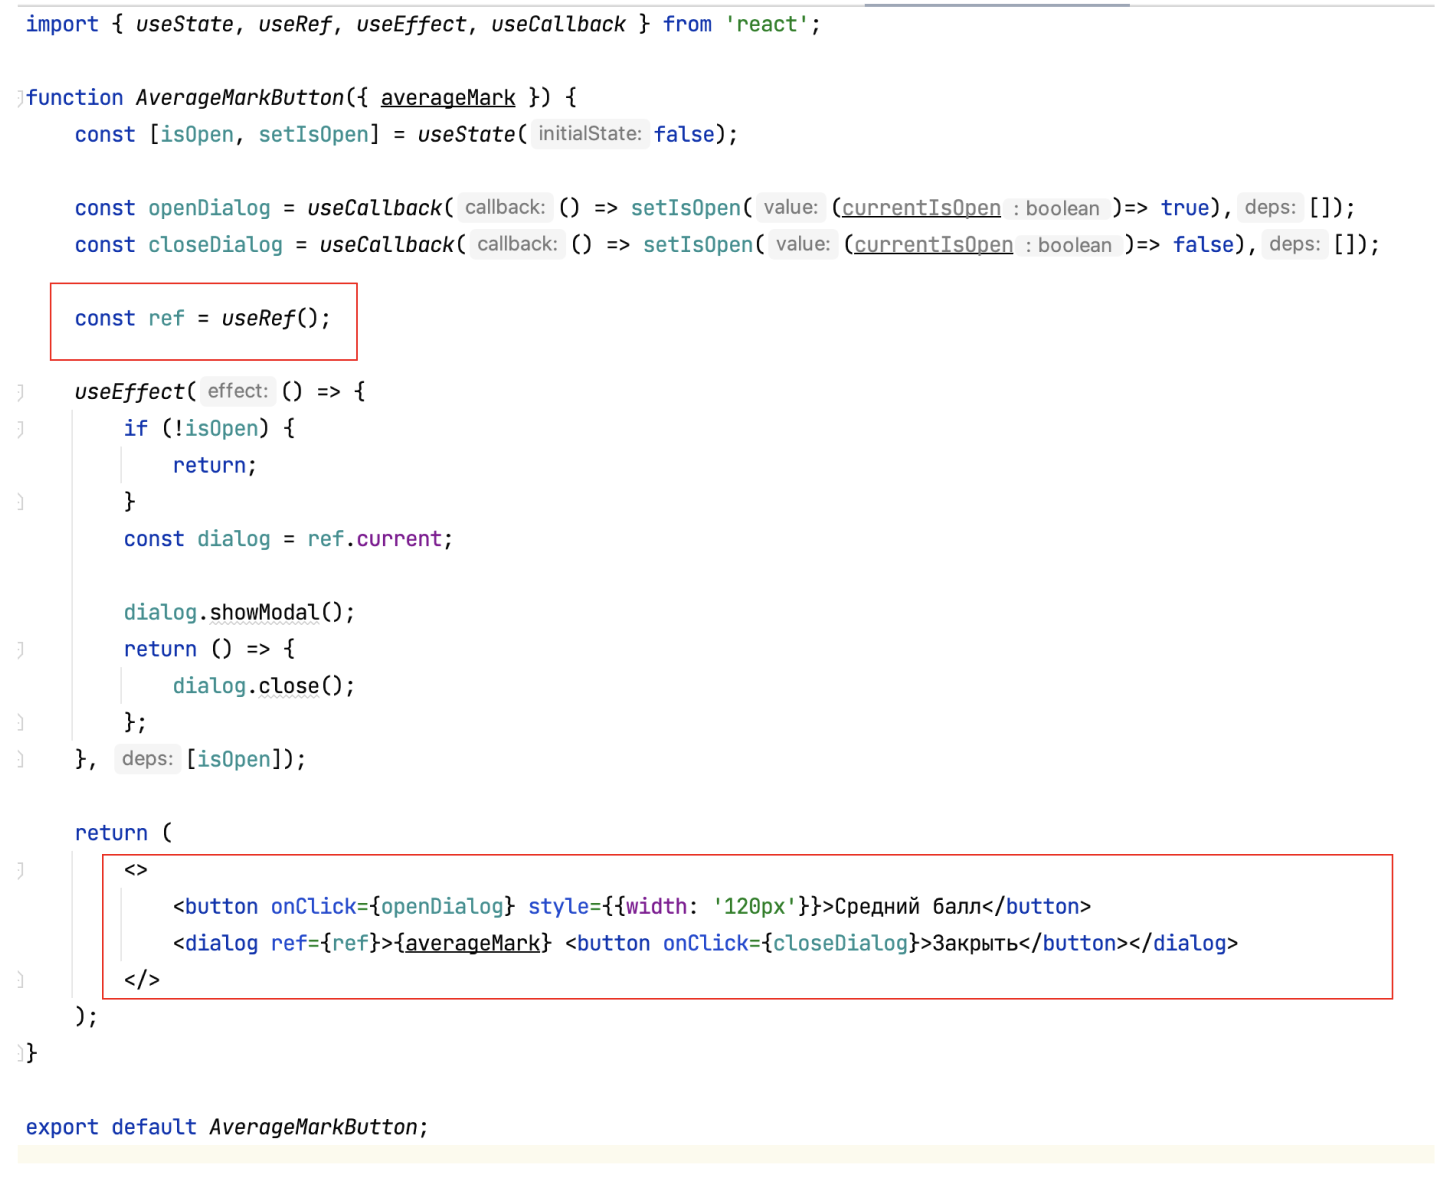 import { useState, useRef, useEffect, useCallback } from 'react';
function AverageMarkButton({ averageMark }) {
const [isOpen, setIsOpen] = useState( initialState: false);
const openDialog = useCallback( callback: () => setIsOpen( value: (currentIsOpen : boolean )=> true), deps: []);
const closeDialog = useCallback( callback: () => setIsOpen( value: (currentIsOpen : boolean )=> false), deps: []);
const ref = useRef();
useEffect( effect: () => {
if (!isOpen) {
return;
}
const dialog = ref.current;
dialog.showModal();
return () => {
dialog.close();
};
}, deps: [isOpen]);
return (
<>
<button onClick={openDialog} style={{width: '120px'}}>Средний балл</button>
<dialog ref={ref}>{averageMark} <button onClick={closeDialog}>Закрыть</button></dialog>
</>
);
}
export default AverageMarkButton;